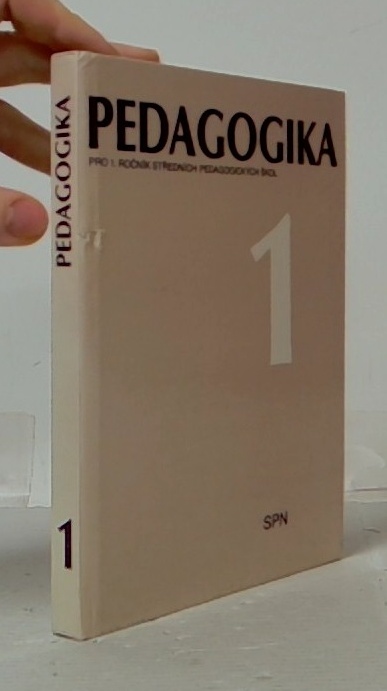 PEDAGOGIKA
1
PEDAGOGIKA
PRO 1. ROČNÍK STŘEDNÍCH PEDAGOGICKÝCH ŠKOL
1
SPN